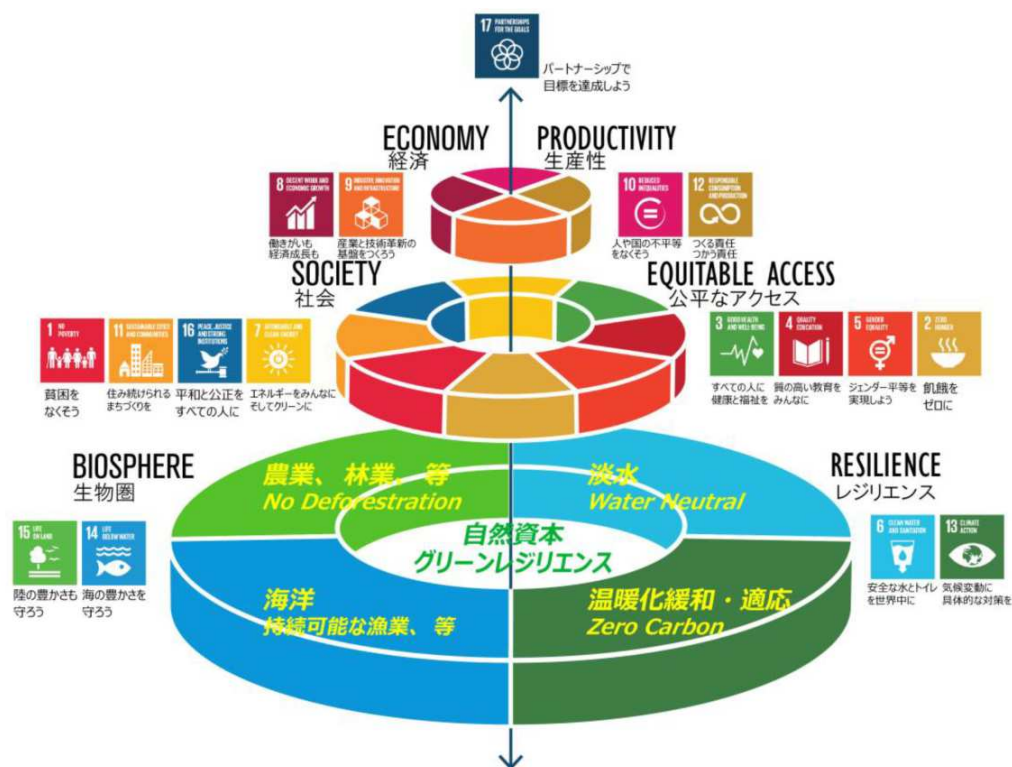 17 PARTNERSHIPS
FOR THE GOALS
パートナーシップで
目標を達成しよう
ECONOMY
経済
PRODUCTIVITY
生産性
8 DECENT WORK AND
ECONOMIC GROWTH
働きがいも
経済成長も
9 INDUSTRY, INNOVATION
AND INFRASTRUCTURE
産業と技術革新の
基盤をつくろう
10 REDUCED
INEQUALITIES
人や国の不平等
をなくそう
12 RESPONSIBLE
CONSUMPTION
AND PRODUCTION
つくる責任
つかう責任
SOCIETY
社会
EQUITABLE ACCESS
公平なアクセス
1 NO
POVERTY
貧困を
なくそう
11 SUSTAINABLE CITIES
AND COMMUNITIES
住み続けられる
まちづくりを
16 PEACE, JUSTICE
AND STRONG
INSTITUTIONS
平和と公正を
すべての人に
7 AFFORDABLE AND
CLEAN ENERGY
エネルギーをみんなに
そしてクリーンに
3 GOOD HEALTH
AND WELL-BEING
すべての人に
健康と福祉を
4 QUALITY
EDUCATION
質の高い教育を
みんなに
5 GENDER
EQUALITY
ジェンダー平等を
実現しよう
2 ZERO
HUNGER
飢餓を
ゼロに
BIOSPHERE
生物圏
RESILIENCE
レジリエンス
15 LIFE
ON LAND
陸の豊かさも
守ろう
14 LIFE
BELOW WATER
海の豊かさを
守ろう
農業、林業、等
No Deforestration
淡水
Water Neutral
自然資本
グリーンレジリエンス
海洋
持続可能な漁業、等
温暖化緩和・適応
Zero Carbon
6 CLEAN WATER
AND SANITATION
安全な水とトイレ
を世界中に
13 CLIMATE
ACTION
気候変動に
具体的な対策を